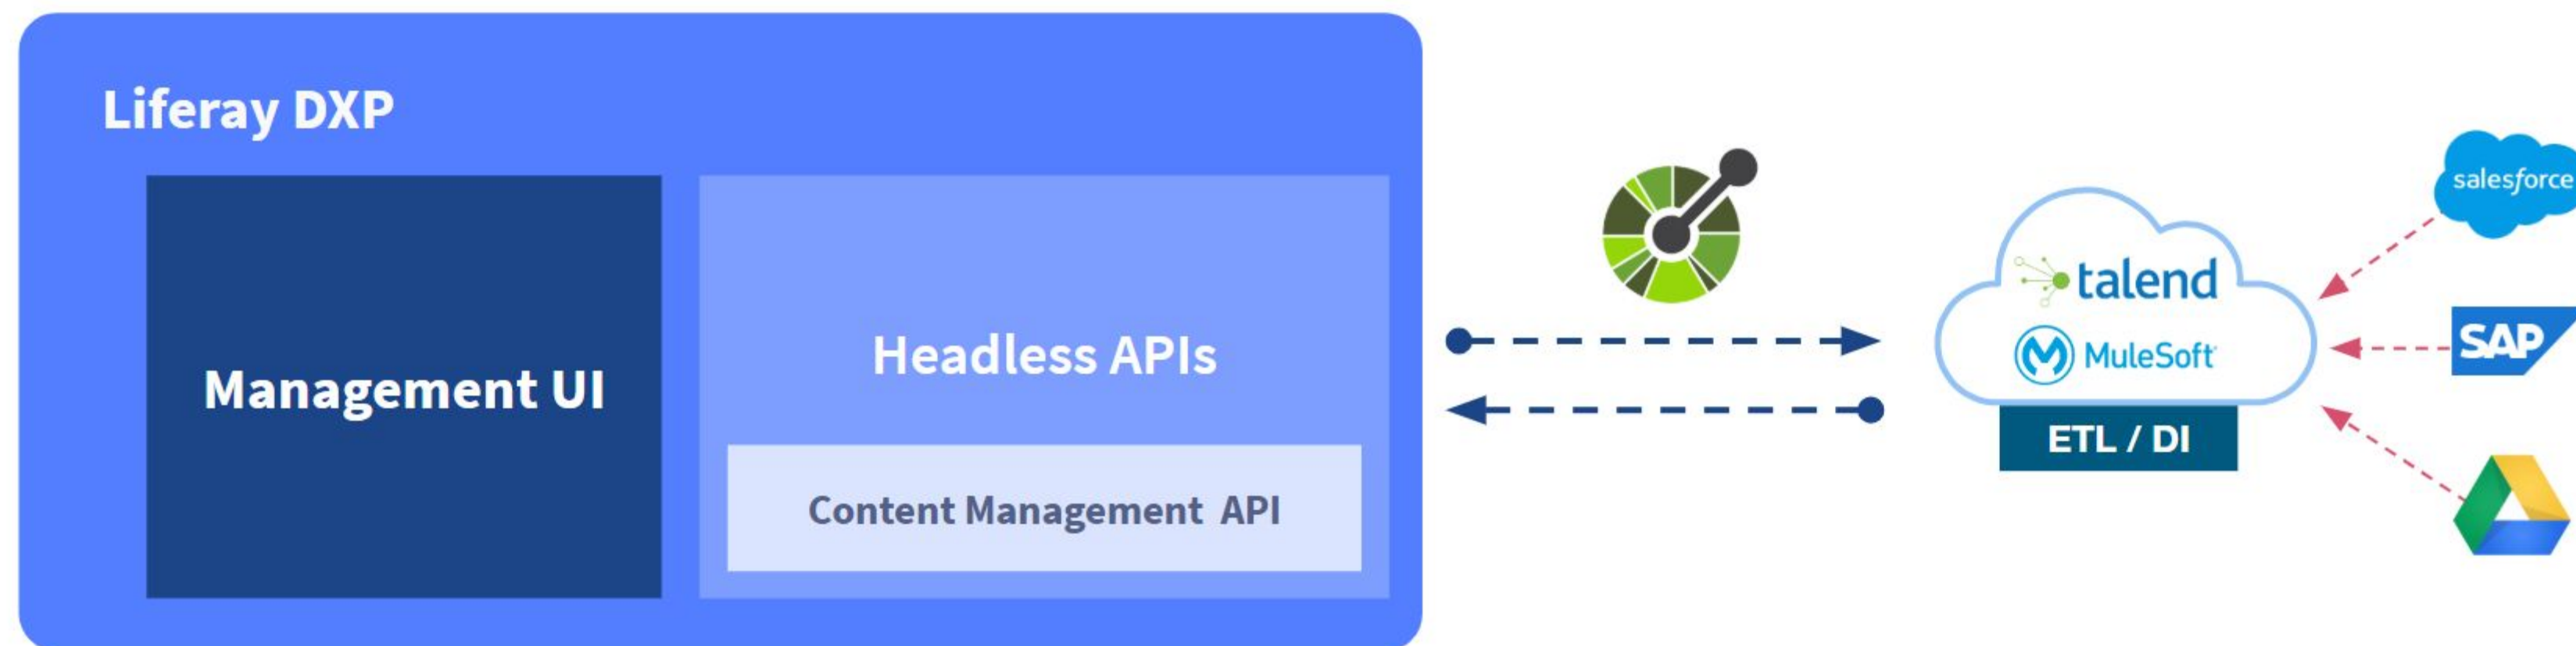 Liferay DXP
Management UI
Headless APIs
Content Management API
talend
MuleSoft
ETL / DI
salesforce
SAP